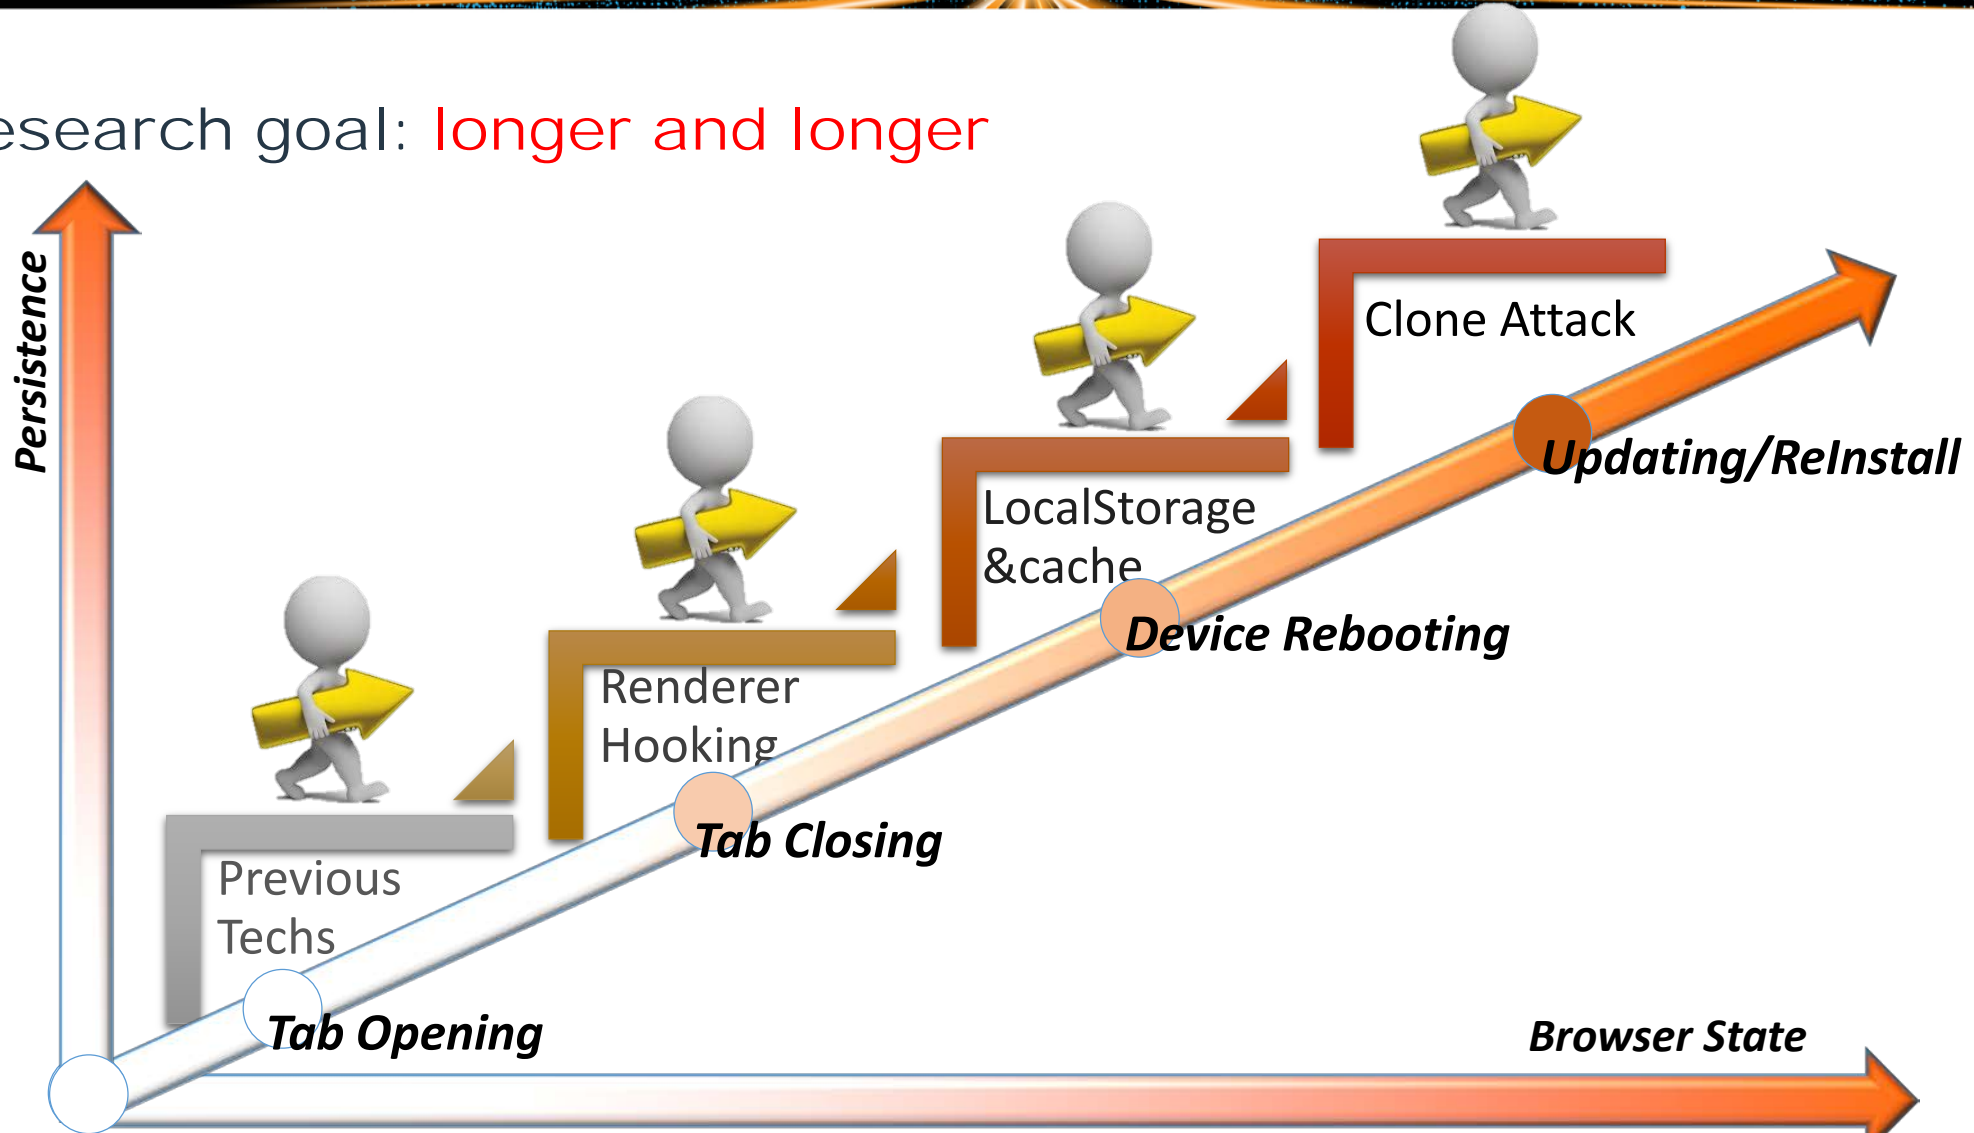 esearch goal: longer and longer
Persistence
Clone Attack
Updating/ReInstall
LocalStorage
&cache
Device Rebooting
Renderer
Hooking
Tab Closing
Previous
Techs
Tab Opening
Browser State